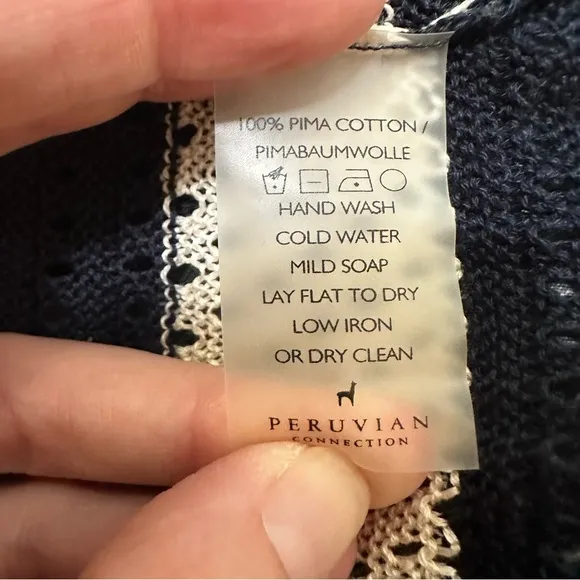 100% PIMA COTTON /
PIMABAUMWOLLE
HAND WASH
COLD WATER
MILD SOAP
LAY FLAT TO DRY
LOW IRON
OR DRY CLEAN
PERUVIAN
CONNECTION